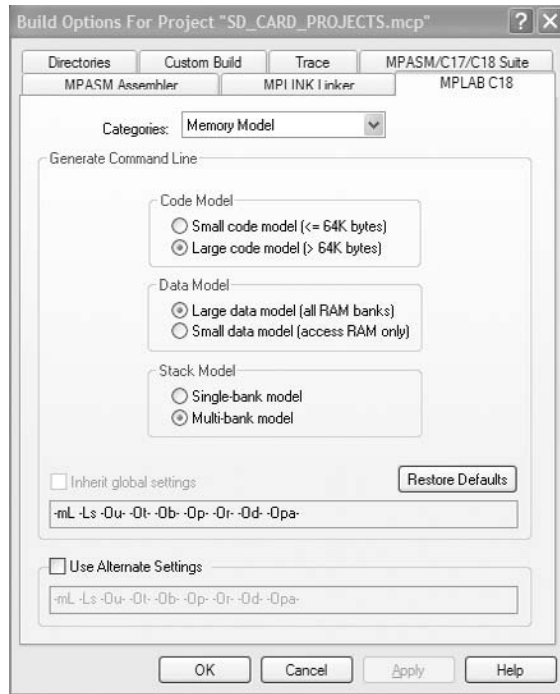 Build Options For Project "SD_CARD_PROJECTS.mcp"
Directories Custom Build Trace MPASM/C17/C18 Suite
MPASM Assembler MPLINK Linker MPLAB C18
Categories: Memory Model
Generate Command Line
Code Model
Small code model (<= 64K bytes)
Large code model (> 64K bytes)
Data Model
Large data model (all RAM banks)
Small data model (access RAM only)
Stack Model
Single-bank model
Multi-bank model
Inherit global settings Restore Defaults
-mL -Ls -Ou- -Ot- -Ob- -Op- -Or- -Od- -Opa-
Use Alternate Settings
-mL -Ls -Ou- -Ot- -Ob- -Op- -Or- -Od- -Opa-
OK Cancel Apply Help